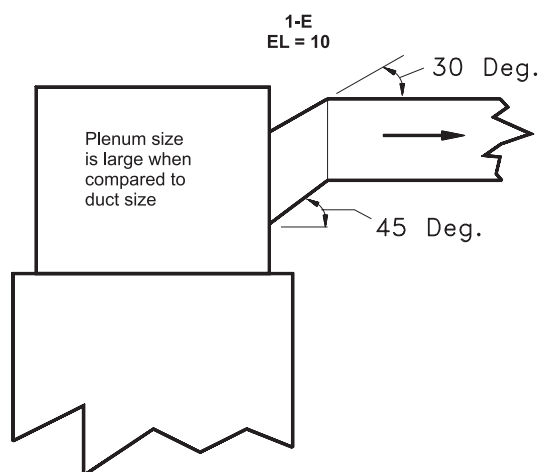 1-E
EL = 10
30 Deg.
Plenum size
is large when
compared to
duct size
45 Deg.